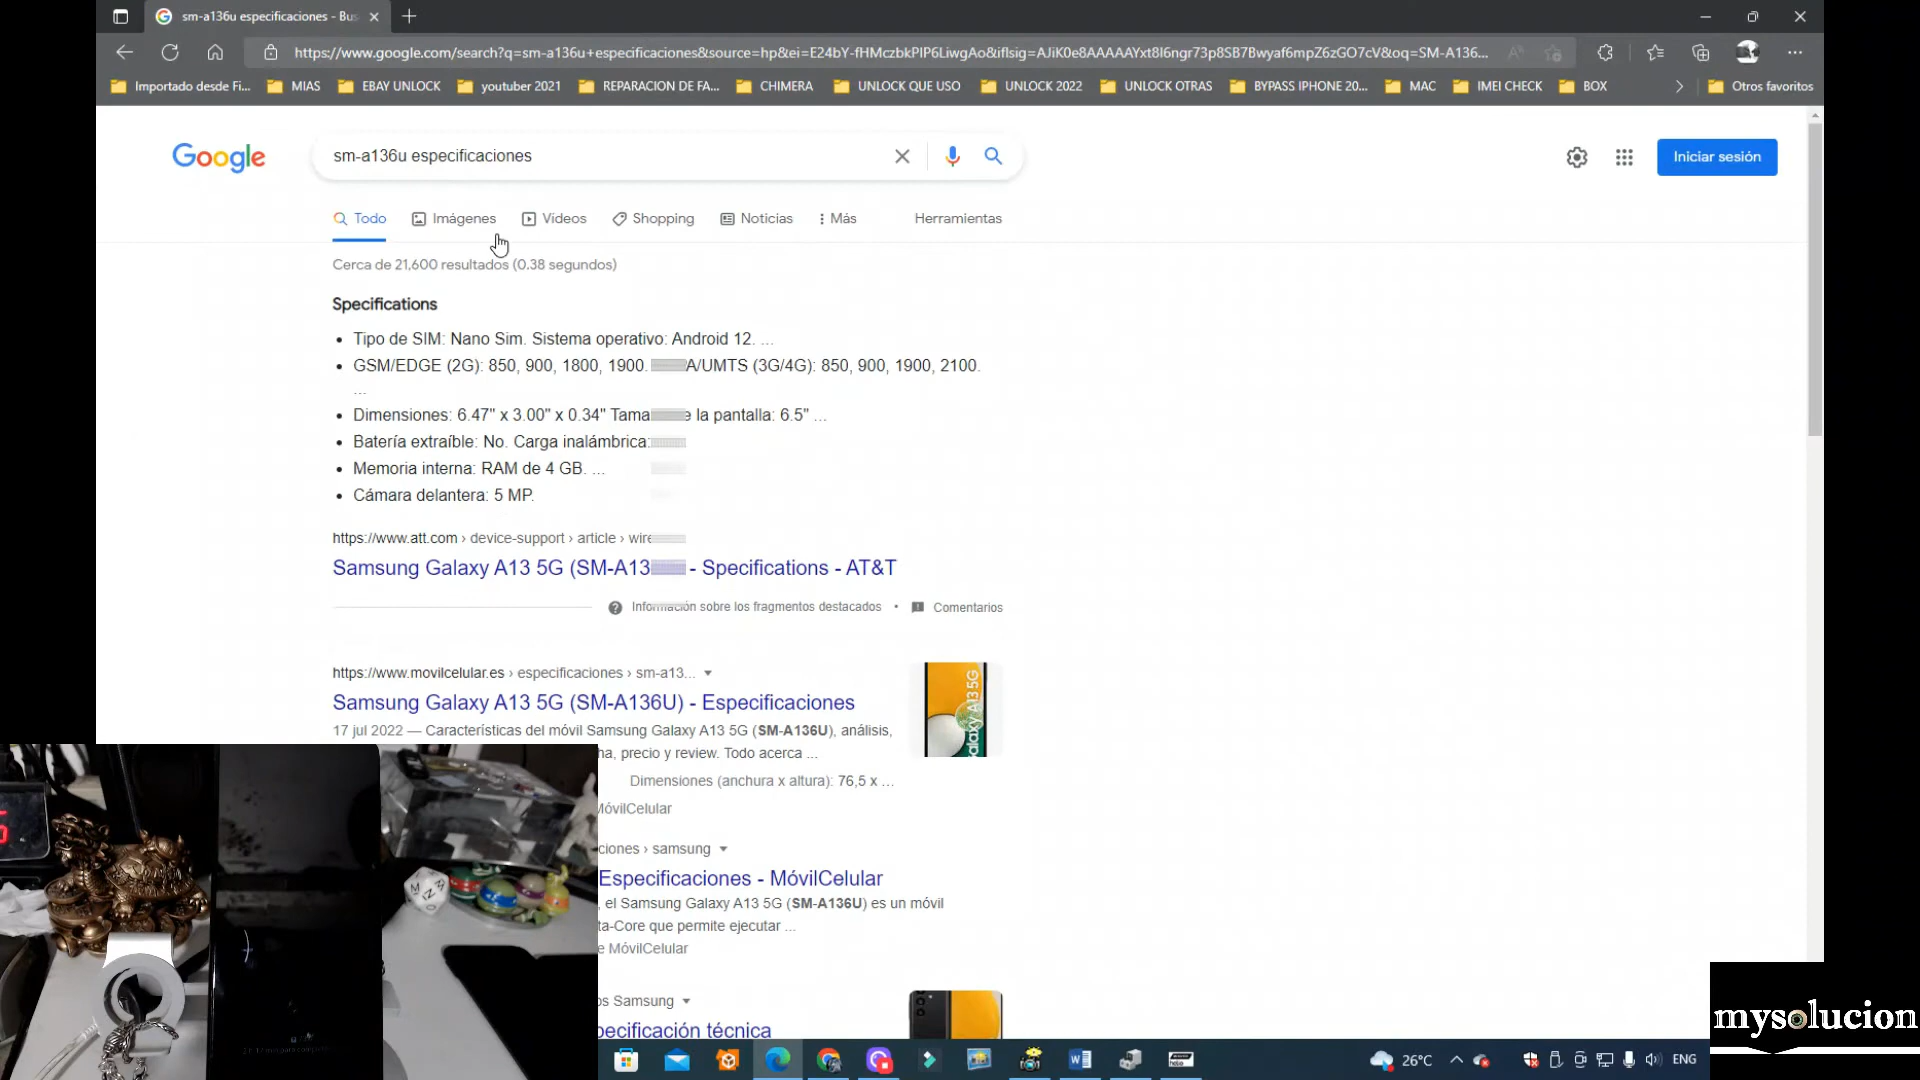 sm-a136u especificaciones - Bus
https://www.google.com/search?q=sm-a136u+especificaciones&source=hp&ei=E24bY-fHMczbkPIP6LiwgAo&iflsig=AJiK0e8AAAAAYxt8I6ngr73p8SB7Bwyaf6mpZ6zGO7cV&oq=SM-A136...
Importado desde Fi... MIAS EBAY UNLOCK youtuber 2021 REPARACION DE FA... CHIMERA UNLOCK QUE USO UNLOCK 2022 UNLOCK OTRAS BYPASS IPHONE 20... MAC IMEI CHECK BOX Otros favoritos
Google sm-a136u especificaciones Iniciar sesión
Todo Imágenes Videos Shopping Noticias Más Herramientas
Cerca de 21,600 resultados (0.38 segundos)
Specifications
• Tipo de SIM: Nano Sim. Sistema operativo: Android 12. ...
• GSM/EDGE (2G): 850, 900, 1800, 1900. A/UMTS (3G/4G): 850, 900, 1900, 2100.
...
• Dimensiones: 6.47" x 3.00" x 0.34" Tama e la pantalla: 6.5" ...
• Batería extraíble: No. Carga inalámbrica:
• Memoria interna: RAM de 4 GB. ...
• Cámara delantera: 5 MP.
https://www.att.com › device-support › article › wire
Samsung Galaxy A13 5G (SM-A13 - Specifications - AT&T
Información sobre los fragmentos destacados • Comentarios
https://www.movilcelular.es › especificaciones › sm-a13...
Samsung Galaxy A13 5G (SM-A136U) - Especificaciones
17 jul 2022 — Características del móvil Samsung Galaxy A13 5G (SM-A136U), análisis,
ha, precio y review. Todo acerca ...
Dimensiones (anchura x altura): 76,5 x ...
MóvilCelular
ciones › samsung
Especificaciones - MóvilCelular
, el Samsung Galaxy A13 5G (SM-A136U) es un móvil
ta-Core que permite ejecutar ...
e MóvilCelular
os Samsung
pecificación técnica
26°C ENG
mysolucion